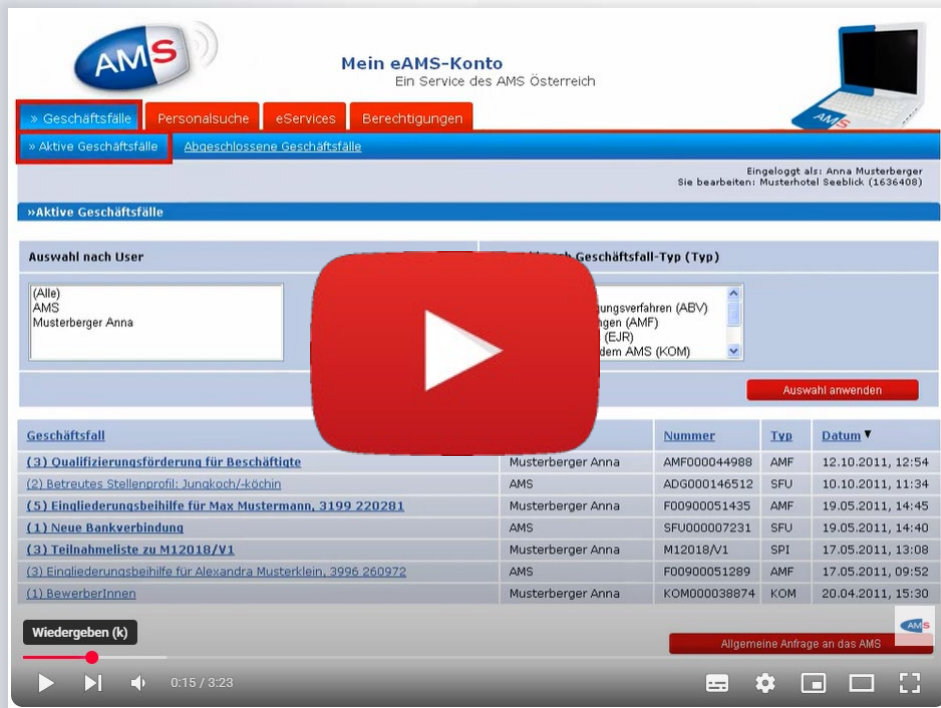 AMS
Mein eAMS-Konto
Ein Service des AMS Österreich
AMS
» Geschäftsfälle
Personalsuche
eServices
Berechtigungen
» Aktive Geschäftsfälle
Abgeschlossene Geschäftsfälle
Eingeloggt als: Anna Musterberger
Sie bearbeiten: Musterhotel Seeblick (1636408)
»Aktive Geschäftsfälle
Auswahl nach User
Geschäftsfall-Typ (Typ)
(Alle)
AMS
Musterberger Anna
(ABV)
(AMF)
(EJR)
dem AMS (KOM)
Auswahl anwenden
Geschäftsfall Nummer Typ Datum ▼
(3) Qualifizierungsförderung für Beschäftigte Musterberger Anna AMF000044988 AMF 12.10.2011, 12:54
(2) Betreutes Stellenprofil: Jungkoch/-köchin AMS ADG000146512 SFU 10.10.2011, 11:34
(5) Eingliederungsbeihilfe für Max Mustermann, 3199 220281 Musterberger Anna F00900051435 AMF 19.05.2011, 14:45
(1) Neue Bankverbindung AMS SFU000007231 SFU 19.05.2011, 14:40
(3) Teilnahmeliste zu M12018/V1 Musterberger Anna M12018/V1 SPI 17.05.2011, 13:08
(3) Eingliederungsbeihilfe für Alexandra Musterklein, 3996 260972 AMS F00900051289 AMF 17.05.2011, 09:52
(1) BewerberInnen Musterberger Anna KOM000038874 KOM 20.04.2011, 15:30
Wiedergeben (k)
AMS
Allgemeine Anfrage an das AMS
0:15 / 3:23